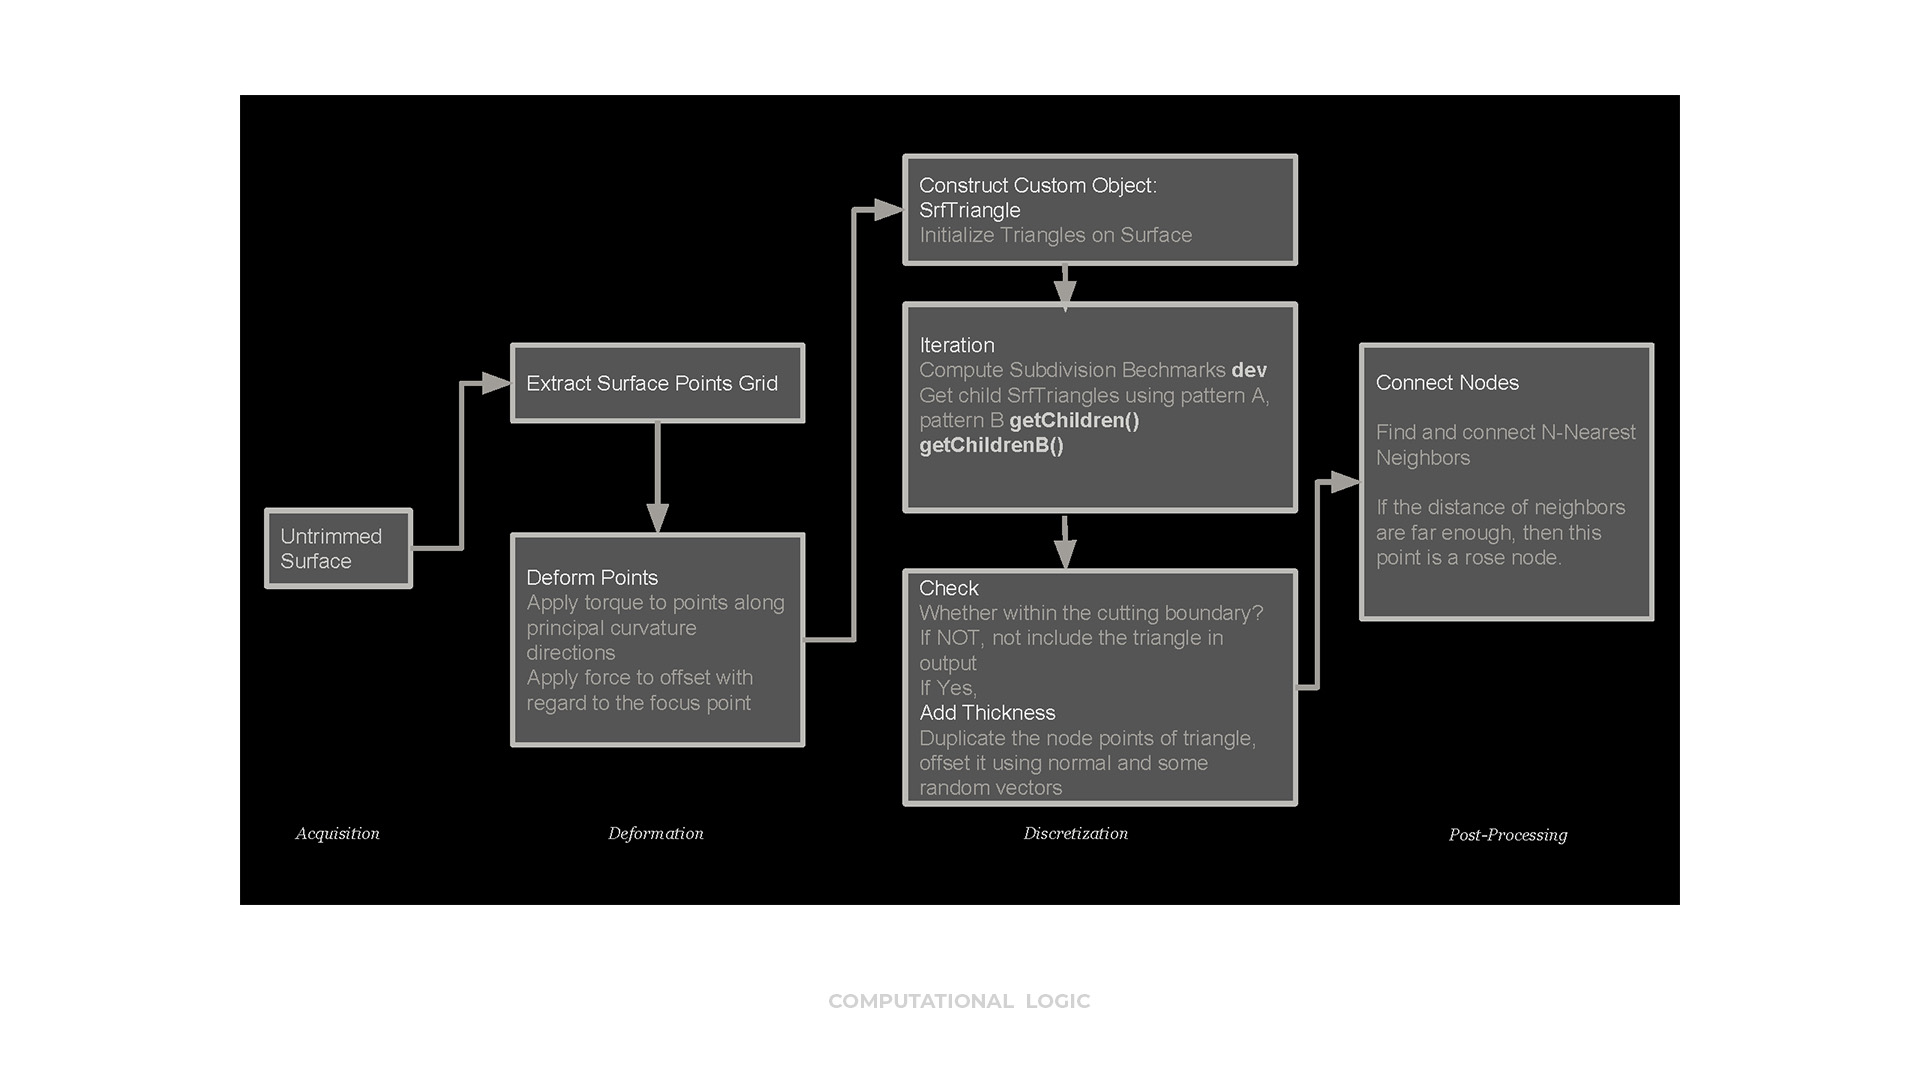 Untrimmed
Surface
Extract Surface Points Grid
Deform Points
Apply torque to points along
principal curvature
directions
Apply force to offset with
regard to the focus point
Construct Custom Object:
SrfTriangle
Initialize Triangles on Surface
Iteration
Compute Subdivision Bechmarks dev
Get child SrfTriangles using pattern A,
pattern B getChildren()
getChildrenB()
Check
Whether within the cutting boundary?
If NOT, not include the triangle in
output
If Yes,
Add Thickness
Duplicate the node points of triangle,
offset it using normal and some
random vectors
Connect Nodes
Find and connect N-Nearest
Neighbors
If the distance of neighbors
are far enough, then this
point is a rose node.
Acquisition
Deformation
Discretization
Post-Processing
COMPUTATIONAL LOGIC